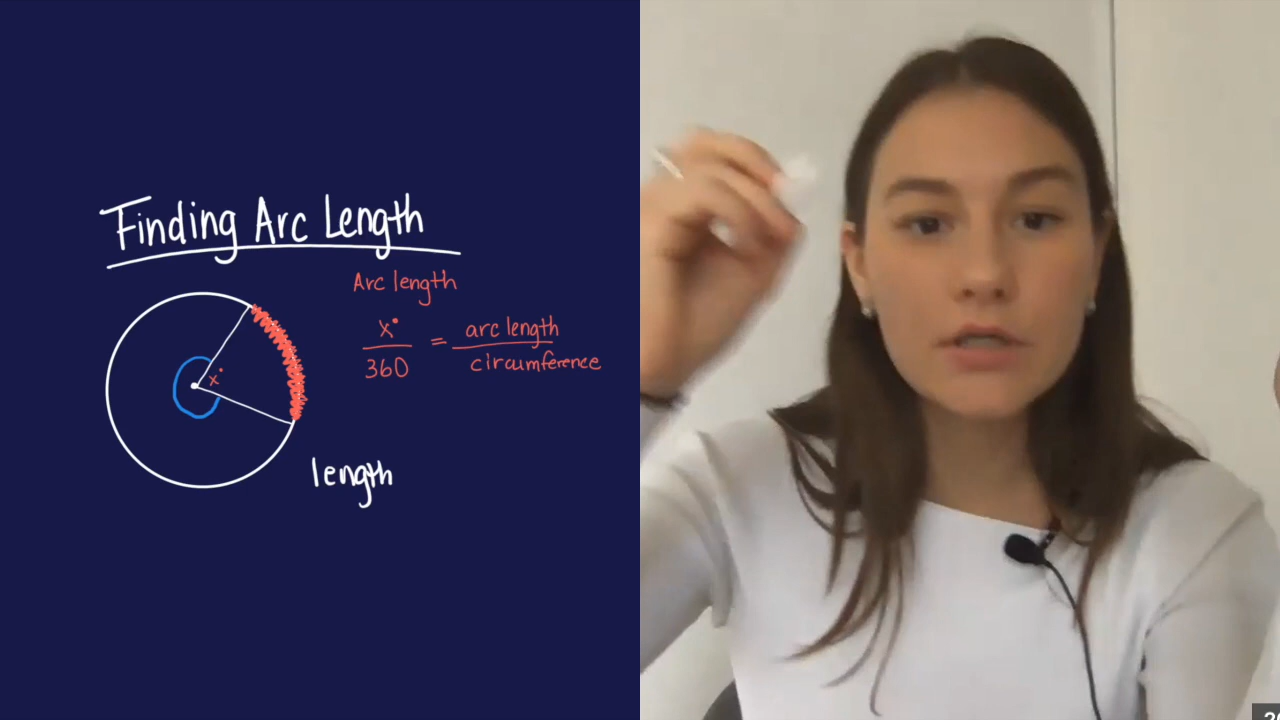 Finding Arc Length
Arc length
x° / 360 = arc length / circumference
x°
length